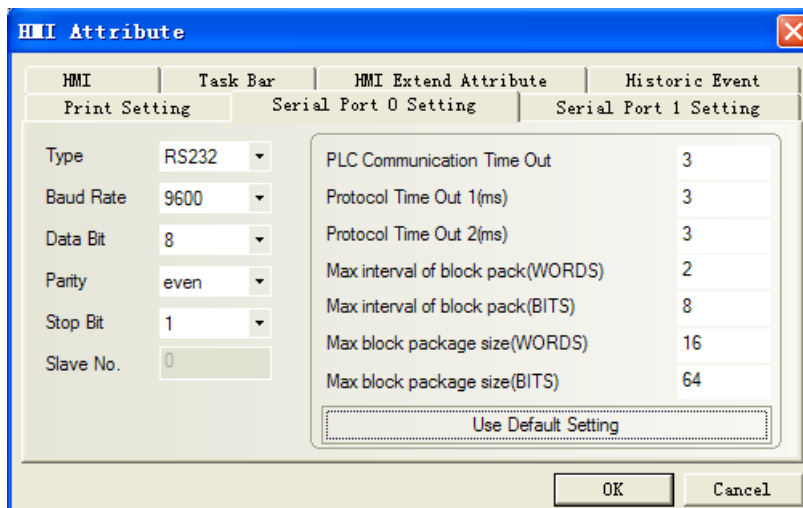 HMI Attribute
HMI Task Bar HMI Extend Attribute Historic Event
Print Setting Serial Port 0 Setting Serial Port 1 Setting
Type RS232
Baud Rate 9600
Data Bit 8
Parity even
Stop Bit 1
Slave No. 0
PLC Communication Time Out 3
Protocol Time Out 1(ms) 3
Protocol Time Out 2(ms) 3
Max interval of block pack(WORDS) 2
Max interval of block pack(BITS) 8
Max block package size(WORDS) 16
Max block package size(BITS) 64
Use Default Setting
OK Cancel